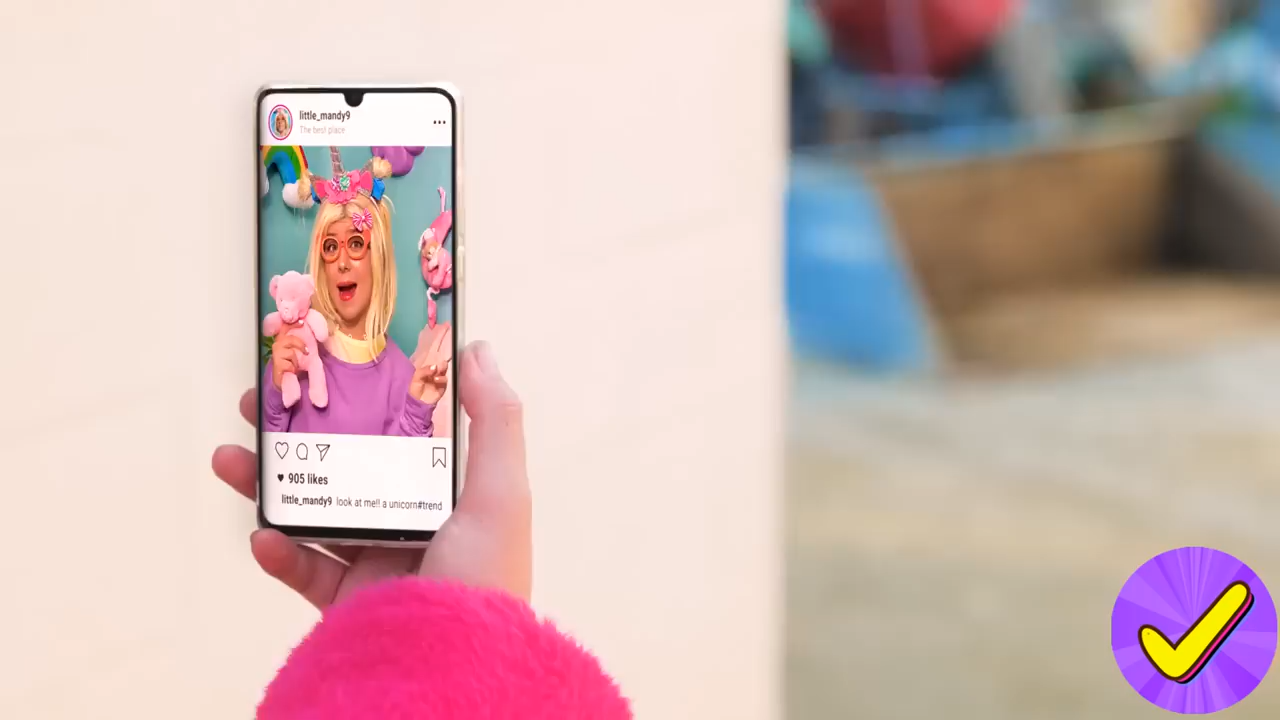 little_mandy9
The best place
905 likes
little_mandy9 look at me!! a unicorn#trend